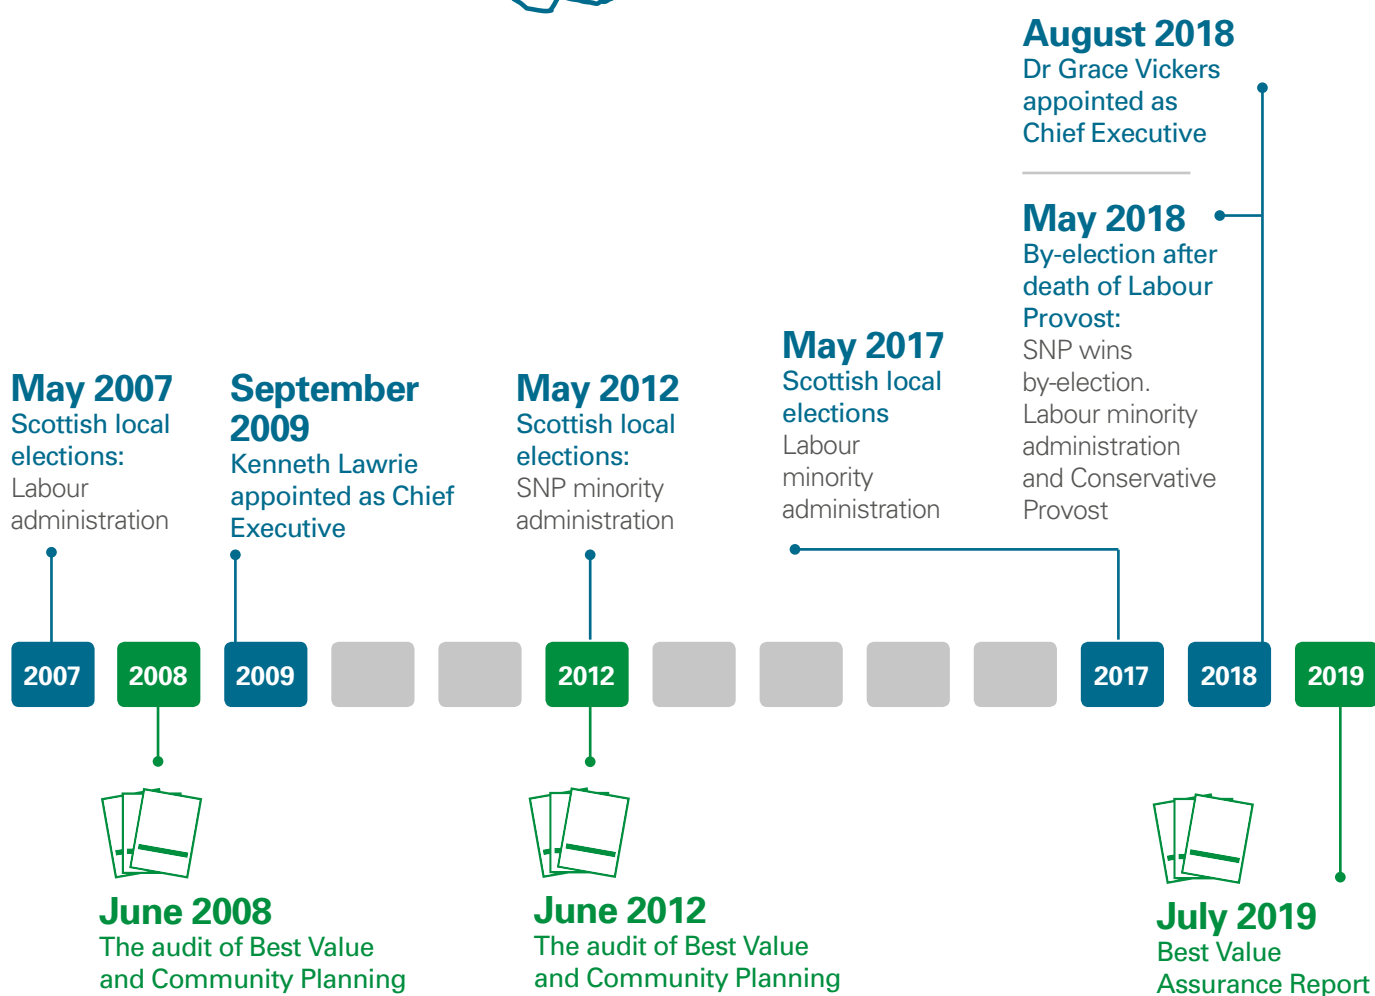 August 2018
Dr Grace Vickers
appointed as
Chief Executive
May 2018
By-election after
death of Labour
Provost:
SNP wins
by-election.
Labour minority
administration
and Conservative
Provost
May 2017
Scottish local
elections
Labour
minority
administration
May 2007
Scottish local
elections:
Labour
administration
September
2009
Kenneth Lawrie
appointed as Chief
Executive
May 2012
Scottish local
elections:
SNP minority
administration
2007
2008
2009
2012
2017
2018
2019
June 2008
The audit of Best Value
and Community Planning
June 2012
The audit of Best Value
and Community Planning
July 2019
Best Value
Assurance Report